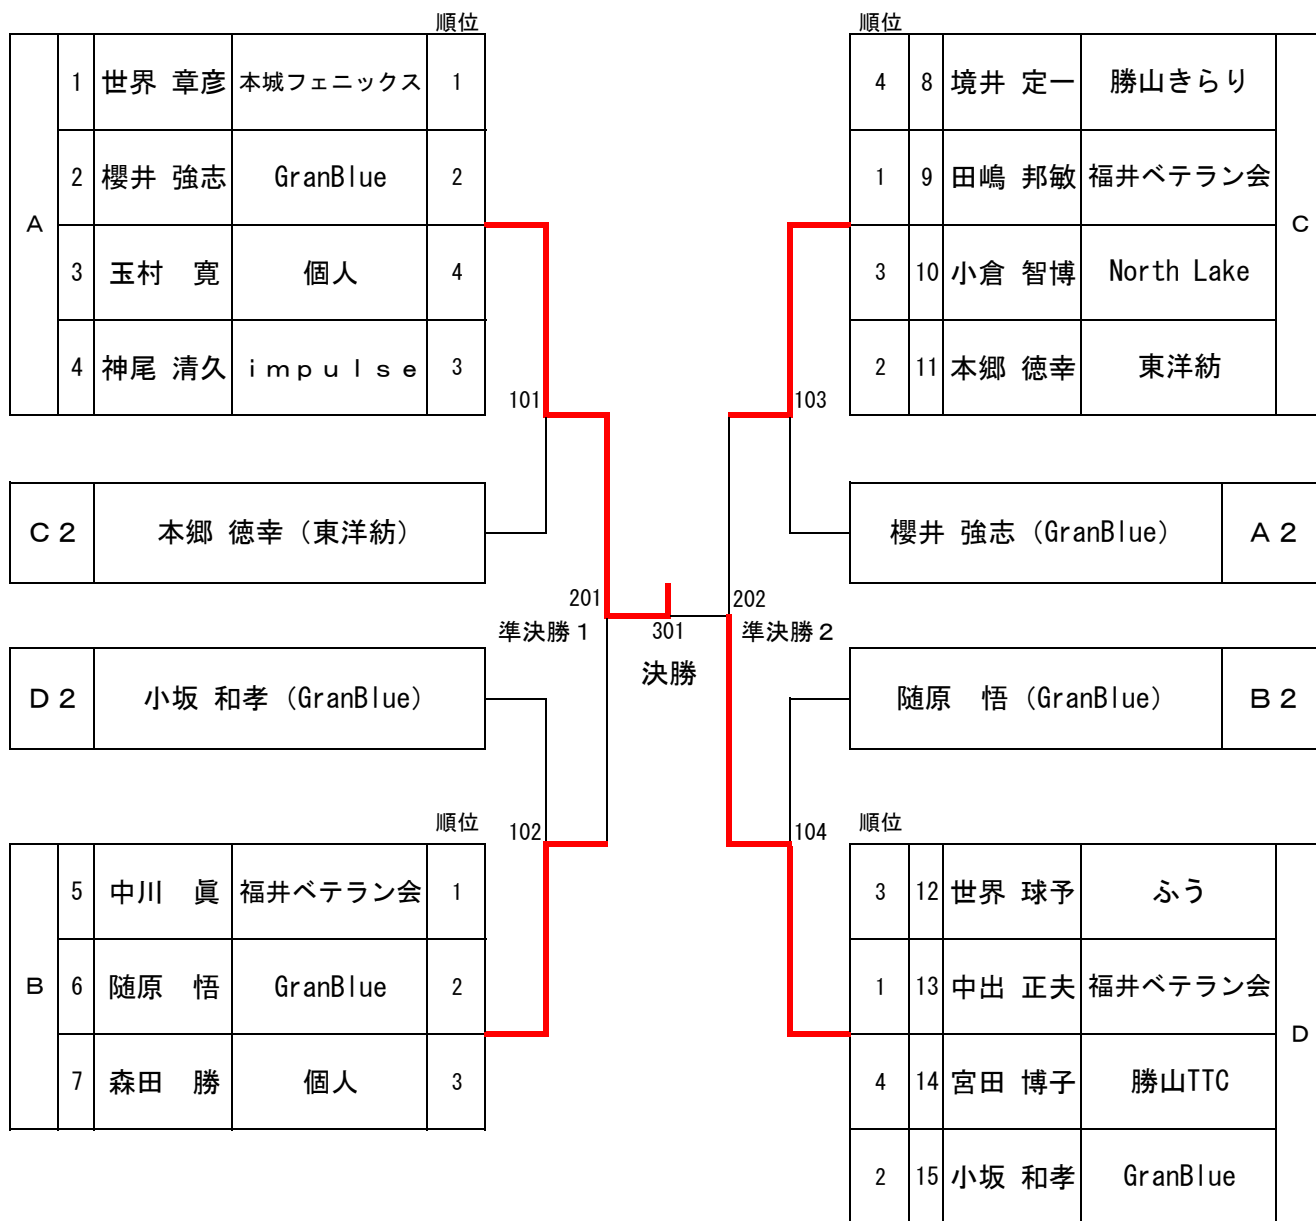 順位
A
1 世界 章彦 本城フェニックス 1
2 櫻井 強志 GranBlue 2
3 玉村 寛 個人 4
4 神尾 清久 ｉｍｐｕｌｓｅ 3
C２ 本郷 徳幸（東洋紡）
D２ 小坂 和孝（GranBlue）
順位
B
5 中川 眞 福井ベテラン会 1
6 随原 悟 GranBlue 2
7 森田 勝 個人 3
101
201
準決勝１
102
301
決勝
103
202
準決勝２
104
順位
4 8 境井 定一 勝山きらり
1 9 田嶋 邦敏 福井ベテラン会
C
3 10 小倉 智博 North Lake
2 11 本郷 徳幸 東洋紡
櫻井 強志（GranBlue） A２
随原 悟（GranBlue） B２
順位
3 12 世界 球予 ふう
1 13 中出 正夫 福井ベテラン会
D
4 14 宮田 博子 勝山TTC
2 15 小坂 和孝 GranBlue